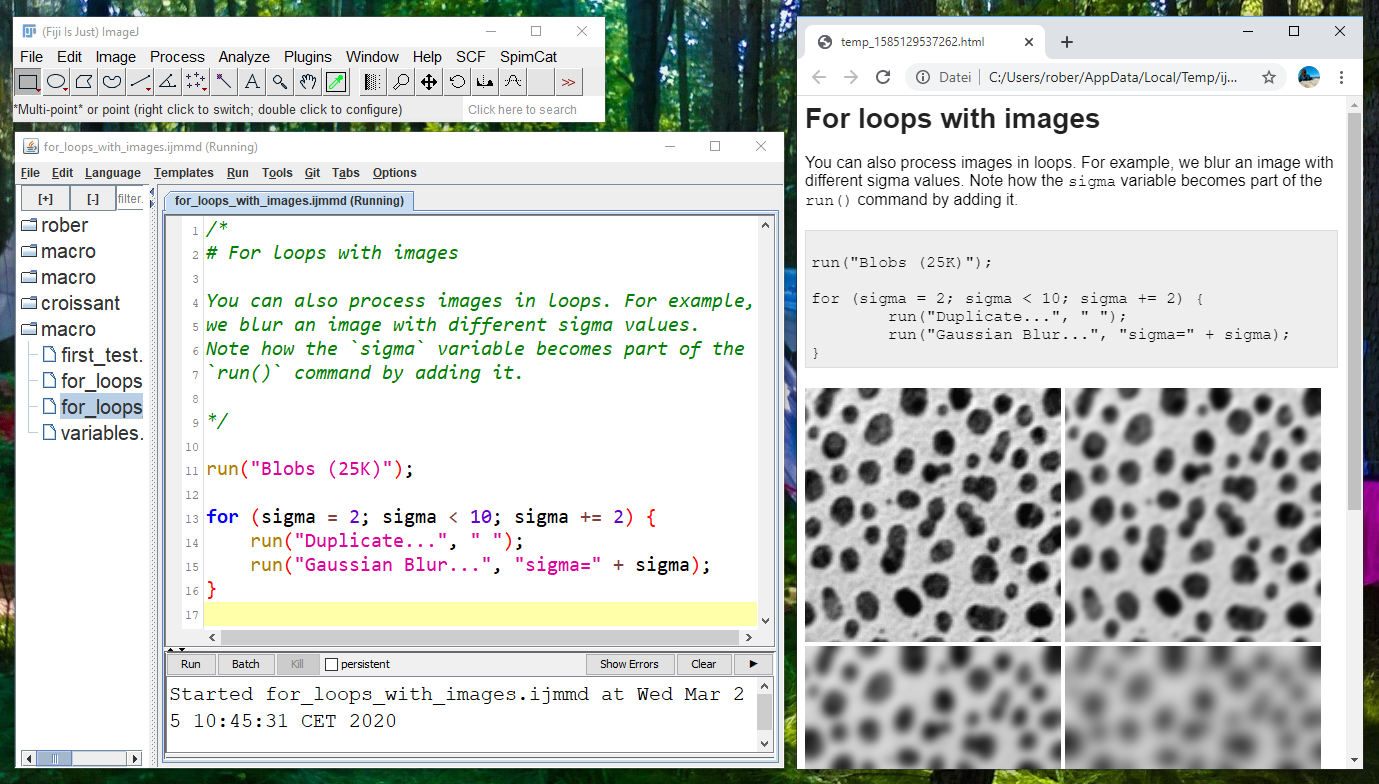 (Fiji Is Just) ImageJ
File Edit Image Process Analyze Plugins Window Help SCF SpimCat
A >>
*Multi-point* or point (right click to switch; double click to configure)
Click here to search
for_loops_with_images.ijmmd (Running)
File Edit Language Templates Run Tools Git Tabs Options
[+] [-] filter.
rober
macro
macro
croissant
macro
first_test.
for_loops
for_loops
variables.
for_loops_with_images.ijmmd (Running)
1 /*
2 # For loops with images
3
4 You can also process images in loops. For example,
5 we blur an image with different sigma values.
6 Note how the `sigma` variable becomes part of the
7 `run()` command by adding it.
8
9 */
10
11 run("Blobs (25K)");
12
13 for (sigma = 2; sigma < 10; sigma += 2) {
14 run("Duplicate...", " ");
15 run("Gaussian Blur...", "sigma=" + sigma);
16 }
17
Run Batch Kill persistent Show Errors Clear
Started for_loops_with_images.ijmmd at Wed Mar 2
5 10:45:31 CET 2020
temp_1585129537262.html
Datei C:/Users/rober/AppData/Local/Temp/ij...
For loops with images
You can also process images in loops. For example, we blur an image with
different sigma values. Note how the sigma variable becomes part of the
run() command by adding it.
run("Blobs (25K)");
for (sigma = 2; sigma < 10; sigma += 2) {
run("Duplicate...", " ");
run("Gaussian Blur...", "sigma=" + sigma);
}